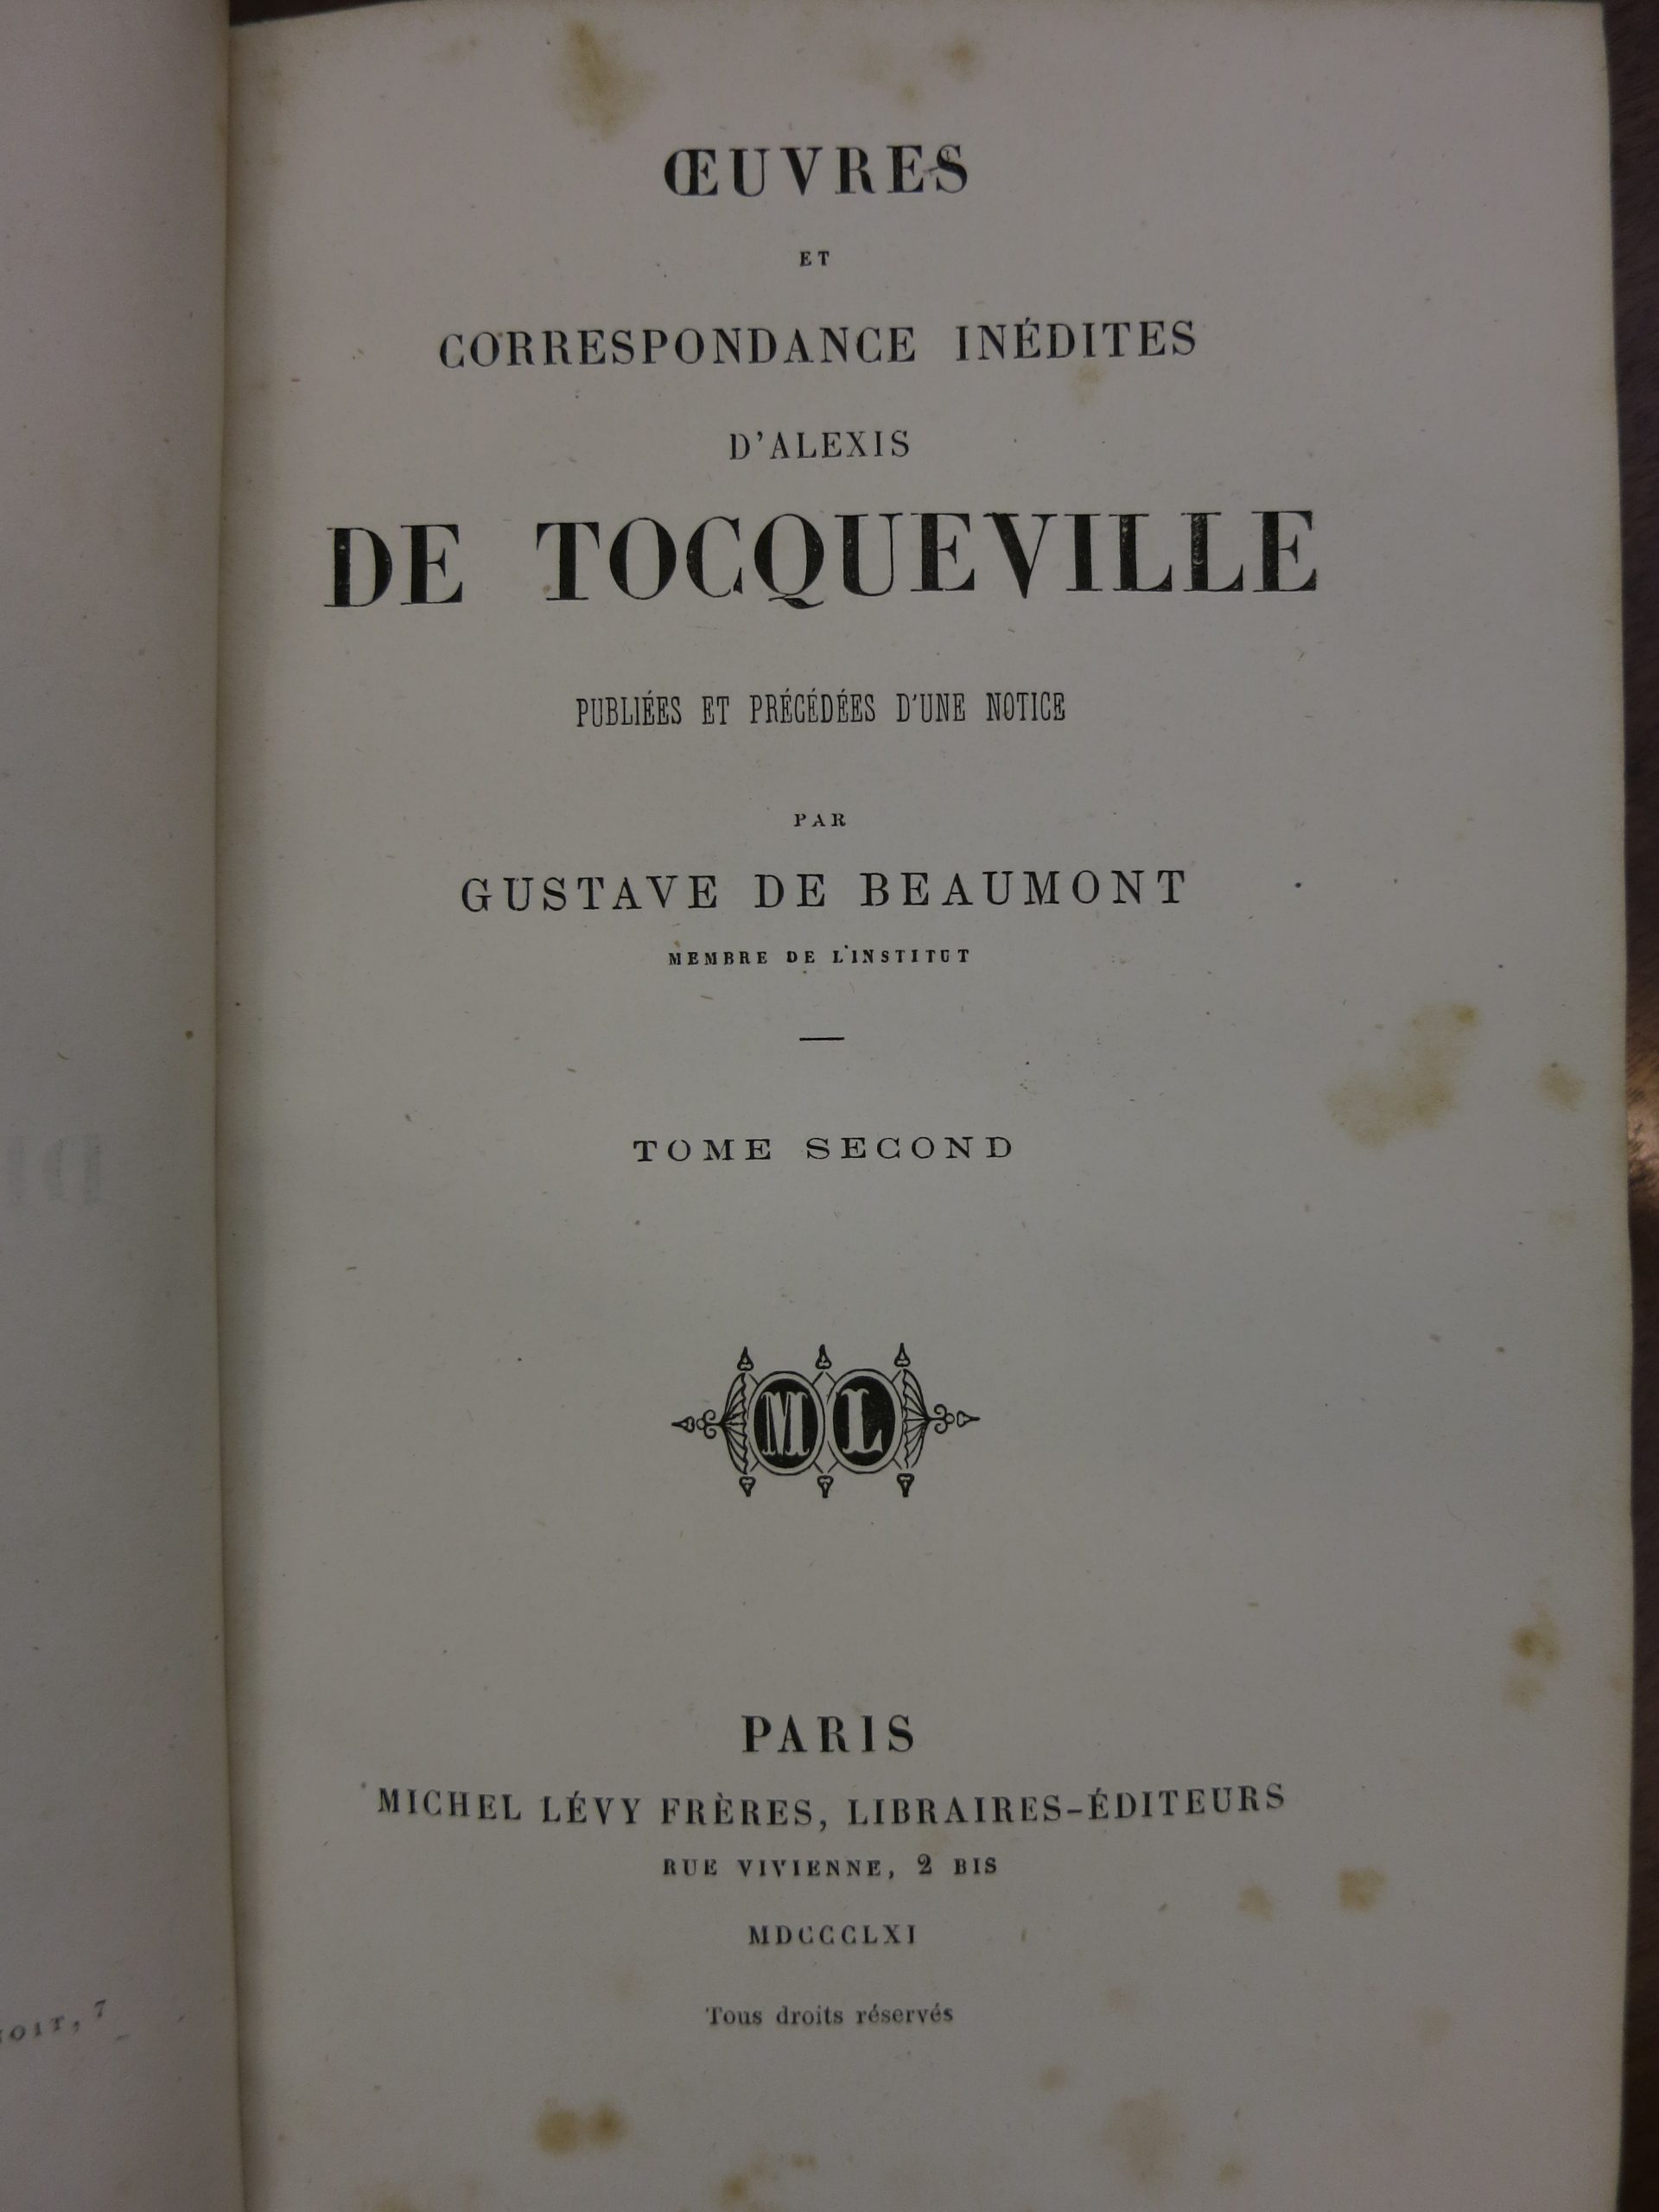 ŒUVRES
ET
CORRESPONDANCE INÉDITES
D'ALEXIS
DE TOCQUEVILLE
PUBLIÉES ET PRÉCÉDÉES D'UNE NOTICE
PAR
GUSTAVE DE BEAUMONT
MEMBRE DE L'INSTITUT
TOME SECOND
ML
PARIS
MICHEL LÉVY FRÈRES, LIBRAIRES-ÉDITEURS
RUE VIVIENNE, 2 BIS
MDCCCLXI
Tous droits réservés